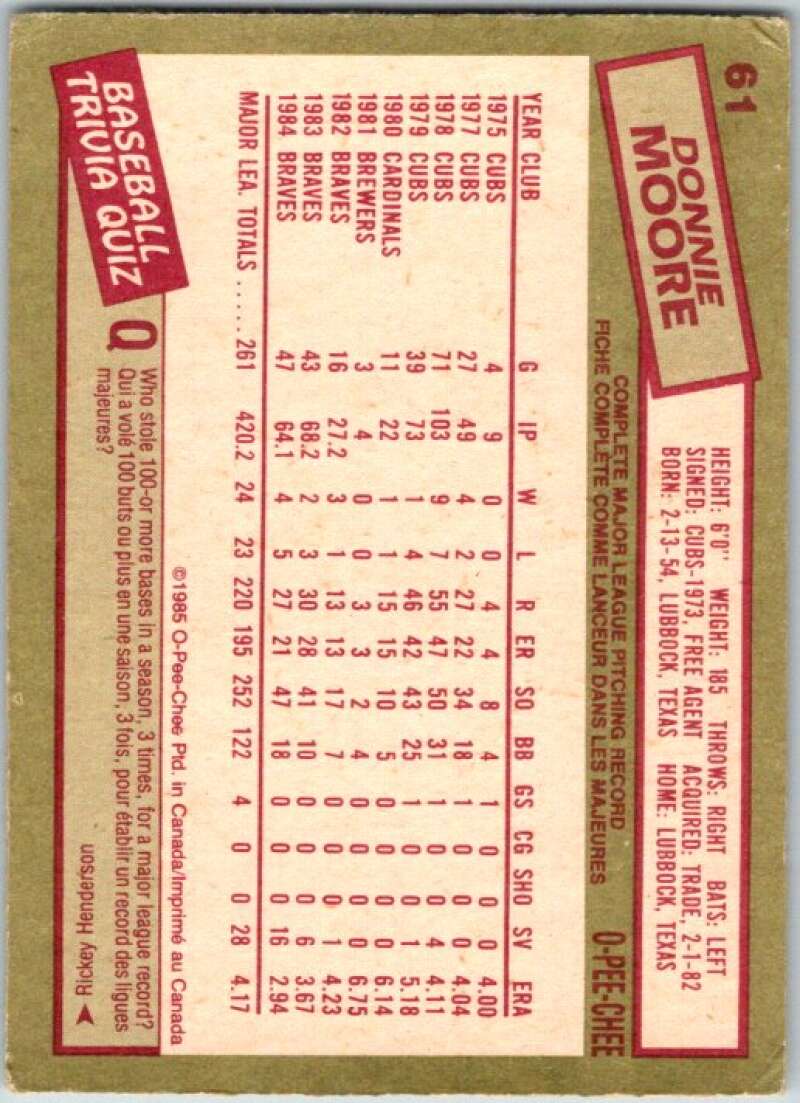 61
DONNIE
MOORE
HEIGHT: 6'0" WEIGHT: 185 THROWS: RIGHT BATS: LEFT
SIGNED: CUBS-1973, FREE AGENT ACQUIRED: TRADE, 2-1-82
BORN: 2-13-54, LUBBOCK, TEXAS HOME: LUBBOCK, TEXAS
COMPLETE MAJOR LEAGUE PITCHING RECORD
FICHE COMPLÈTE COMME LANCEUR DANS LES MAJEURES
O-PEE-CHEE
YEAR CLUB G IP W L R ER SO BB GS CG SHO SV ERA
1975 CUBS 4 9 0 0 4 4 8 4 1 0 0 0 4.00
1977 CUBS 27 49 4 2 27 22 34 18 1 0 0 0 4.04
1978 CUBS 71 103 9 7 55 47 50 31 1 0 0 4 4.11
1979 CUBS 39 73 1 4 46 42 43 25 1 0 0 1 5.18
1980 CARDINALS 11 22 1 1 15 15 10 5 0 0 0 0 6.14
1981 BREWERS 3 4 0 0 3 3 2 4 0 0 0 0 6.75
1982 BRAVES 16 27.2 3 1 13 13 17 7 0 0 0 1 4.23
1983 BRAVES 43 68.2 2 3 30 28 41 10 0 0 0 6 3.67
1984 BRAVES 47 64.1 4 5 27 21 47 18 0 0 0 16 2.94
MAJOR LEA. TOTALS ..... 261 420.2 24 23 220 195 252 122 4 0 0 28 4.17
©1985 O-Pee-Chee Ptd. in Canada/Imprimé au Canada
BASEBALL
TRIVIA QUIZ
Q
Who stole 100-or more bases in a season, 3 times, for a major league record?
Qui a volé 100 buts ou plus en une saison, 3 fois, pour établir un record des ligues
majeures?
Rickey Henderson